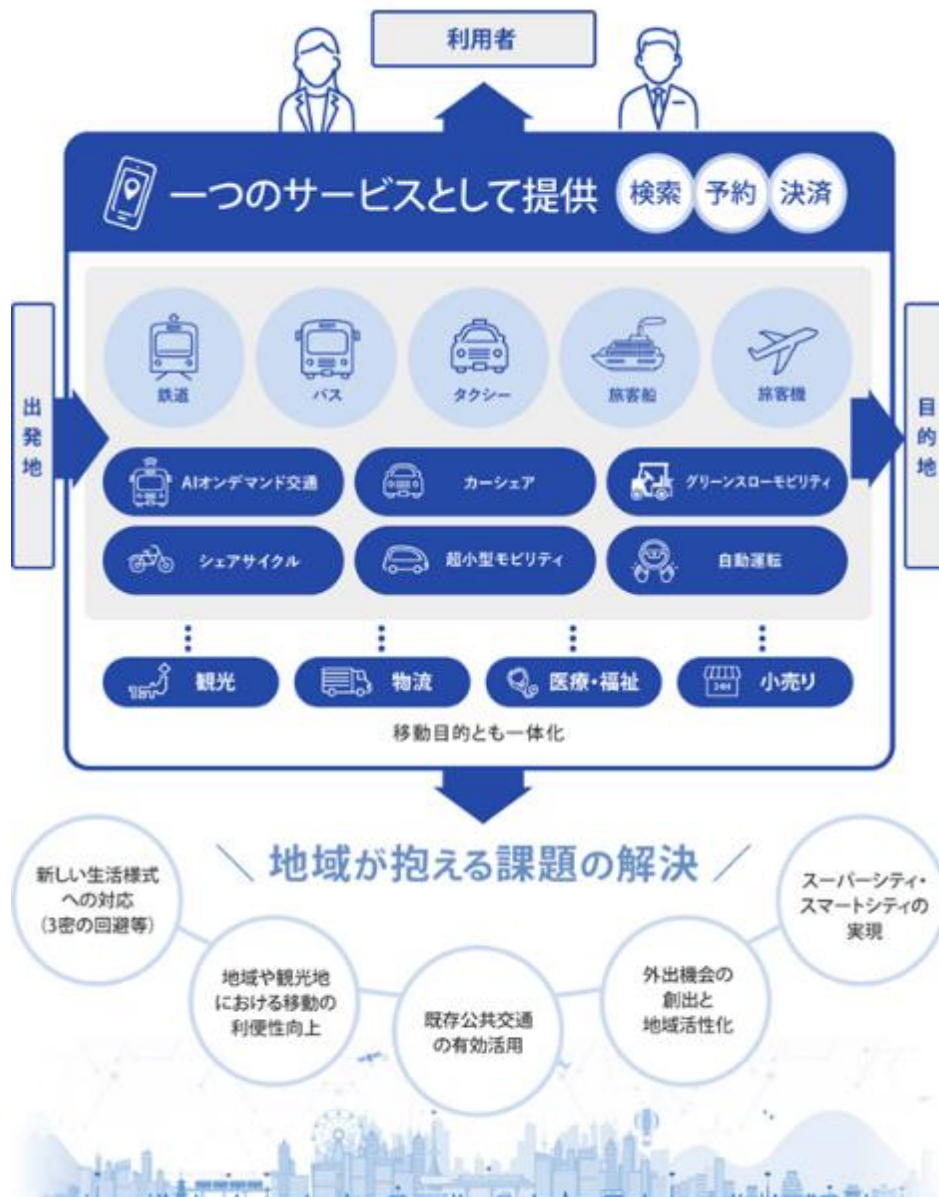 利用者
一つのサービスとして提供 検索 予約 決済
出発地
目的地
鉄道 バス タクシー 旅客船 旅客機
AIオンデマンド交通 カーシェア グリーンスローモビリティ
シェアサイクル 超小型モビリティ 自動運転
観光 物流 医療・福祉 24H 小売り
移動目的とも一体化
地域が抱える課題の解決
新しい生活様式
への対応
(3密の回避等)
地域や観光地
における移動の
利便性向上
既存公共交通
の有効活用
外出機会の
創出と
地域活性化
スーパーシティ・
スマートシティの
実現